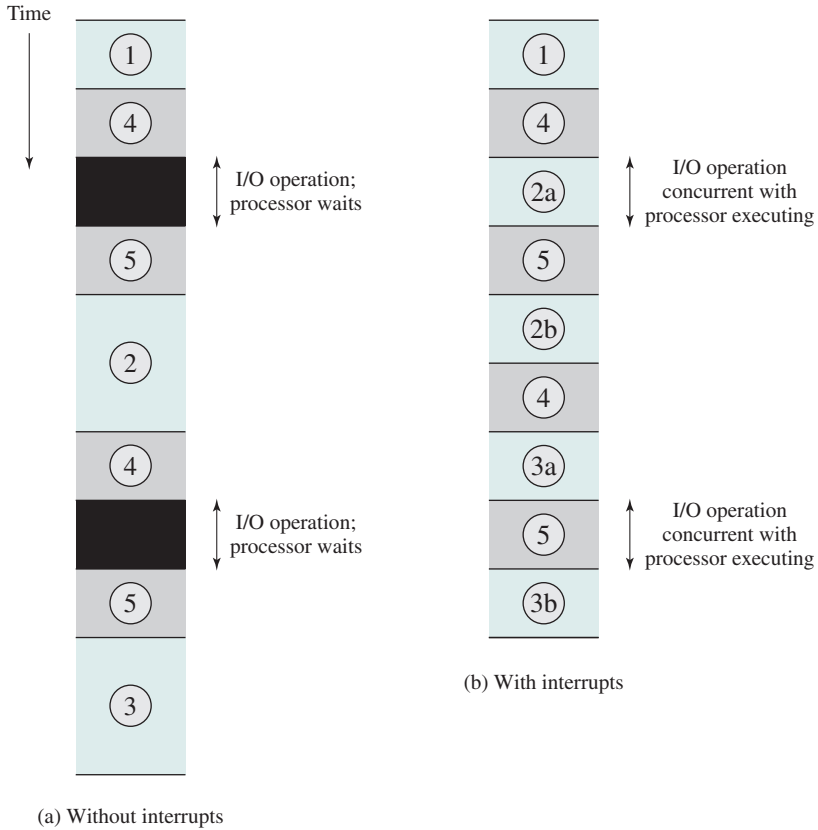 Time
1
4
I/O operation;
processor waits
5
2
4
I/O operation;
processor waits
5
3
(a) Without interrupts
1
4
2a
I/O operation
concurrent with
processor executing
5
2b
4
3a
5
I/O operation
concurrent with
processor executing
3b
(b) With interrupts